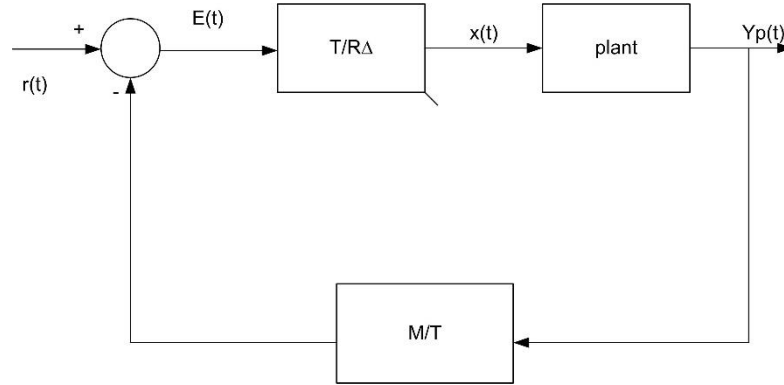 +
E(t)
T/RΔ
x(t)
plant
Yp(t)
r(t)
-
M/T